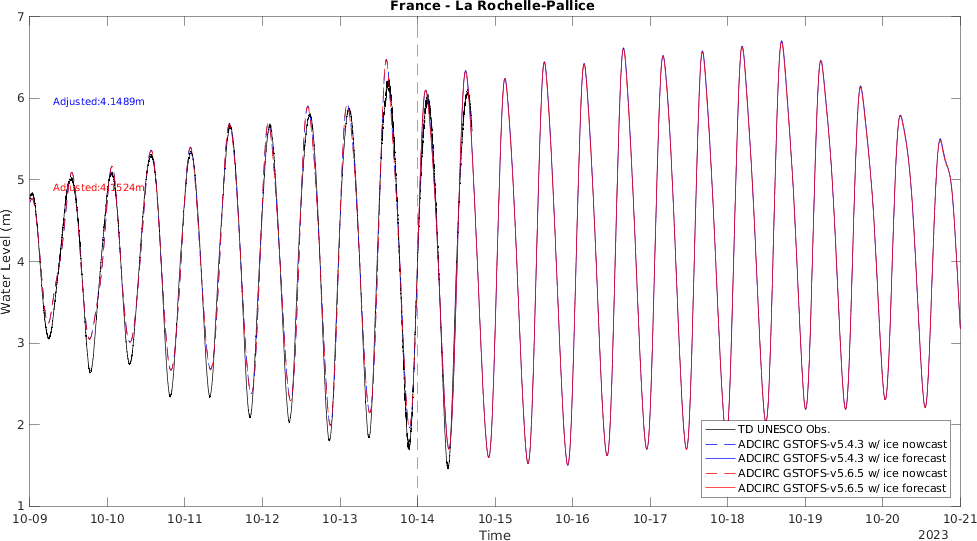 France - La Rochelle-Pallice
7
6
5
4
3
2
1
Water Level (m)
Adjusted:4.1489m
Adjusted:4.1524m
TD UNESCO Obs.
ADCIRC GSTOFS-v5.4.3 w/ ice nowcast
ADCIRC GSTOFS-v5.4.3 w/ ice forecast
ADCIRC GSTOFS-v5.6.5 w/ ice nowcast
ADCIRC GSTOFS-v5.6.5 w/ ice forecast
10-09 10-10 10-11 10-12 10-13 10-14 10-15 10-16 10-17 10-18 10-19 10-20 10-21
Time
2023